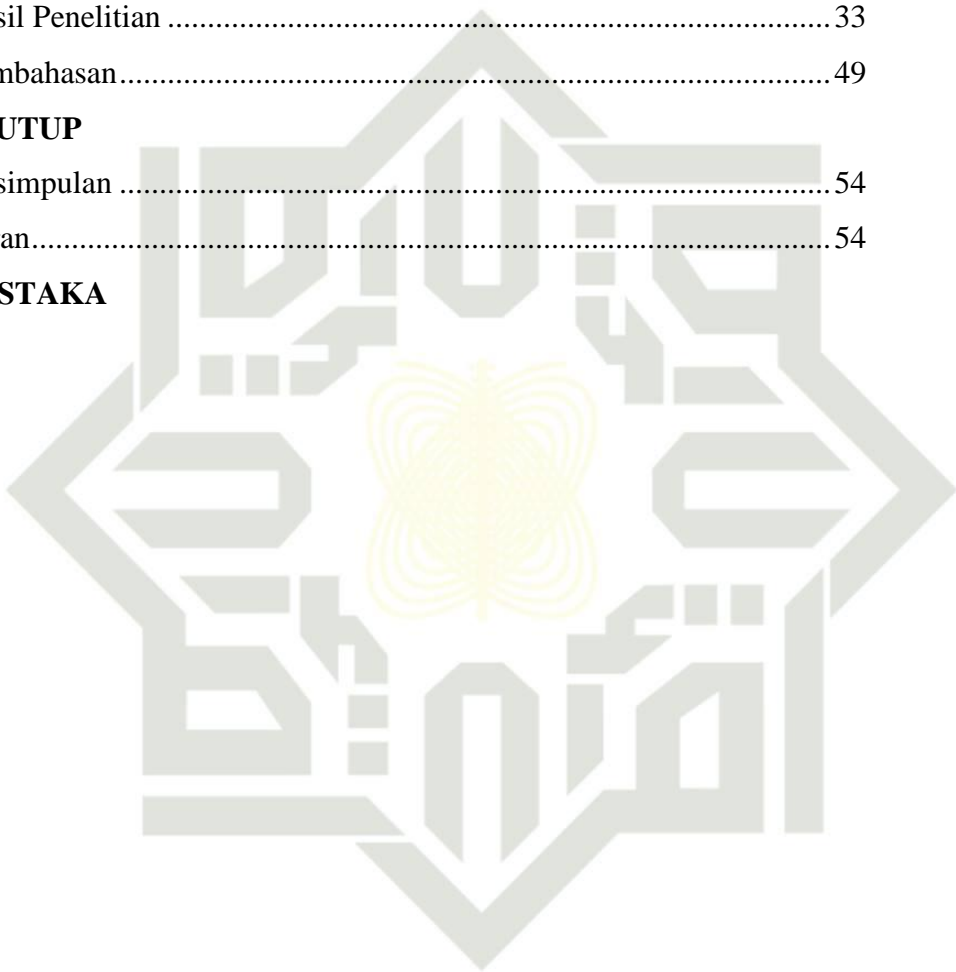 sil Penelitian ........................................................................................ 33
mbahasan........................................................................................ 49
UTUP
simpulan ........................................................................................ 54
an........................................................................................ 54
STAKA